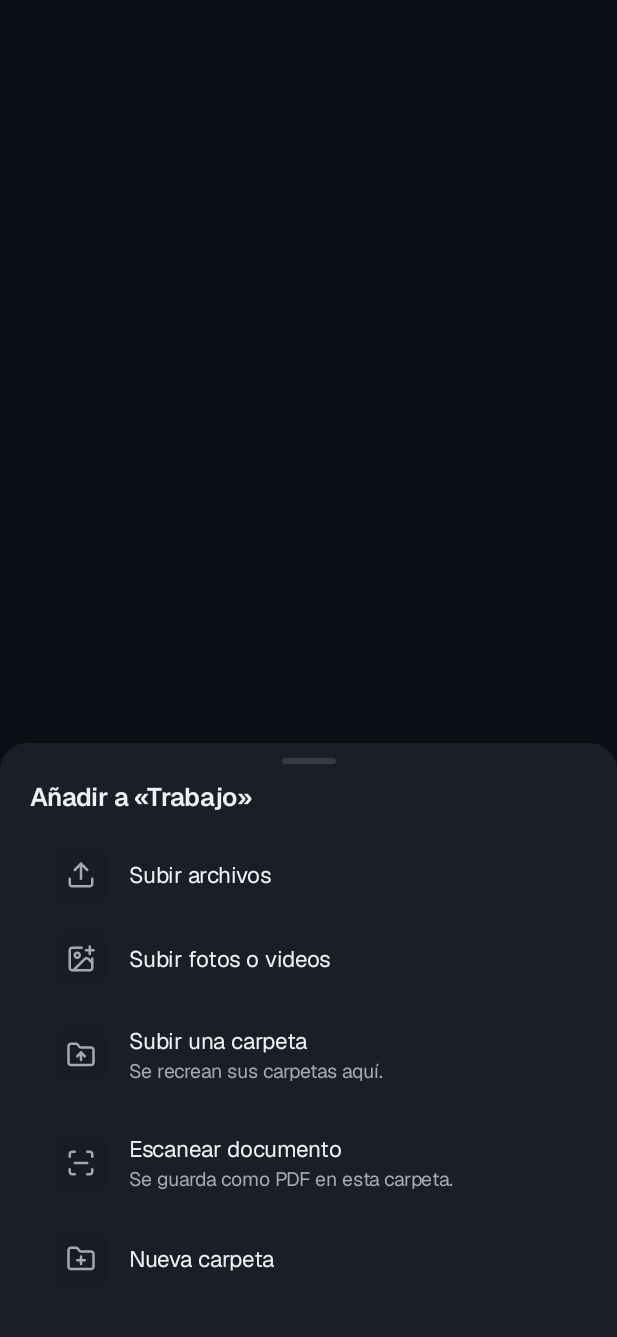 Añadir a «Trabajo»
Subir archivos
Subir fotos o videos
Subir una carpeta
Se recrean sus carpetas aquí.
Escanear documento
Se guarda como PDF en esta carpeta.
Nueva carpeta